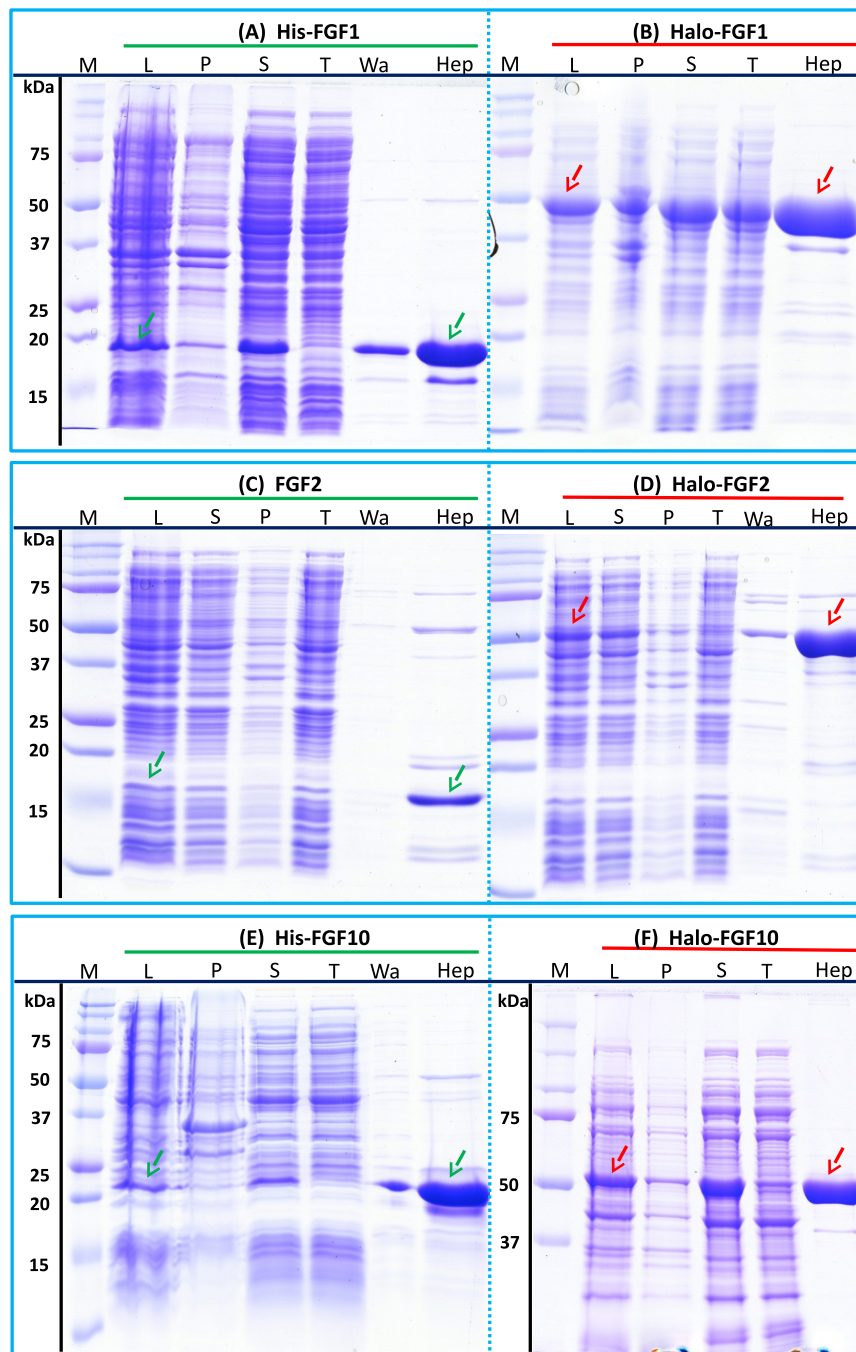 (A) His-FGF1
M L P S T Wa Hep
kDa
75
50
37
25
20
15
(B) Halo-FGF1
M L P S T Hep
(C) FGF2
M L S P T Wa Hep
kDa
75
50
37
25
20
15
(D) Halo-FGF2
M L S P T Wa Hep
(E) His-FGF10
M L P S T Wa Hep
kDa
75
50
37
25
20
15
(F) Halo-FGF10
M L P S T Hep
kDa
75
50
37